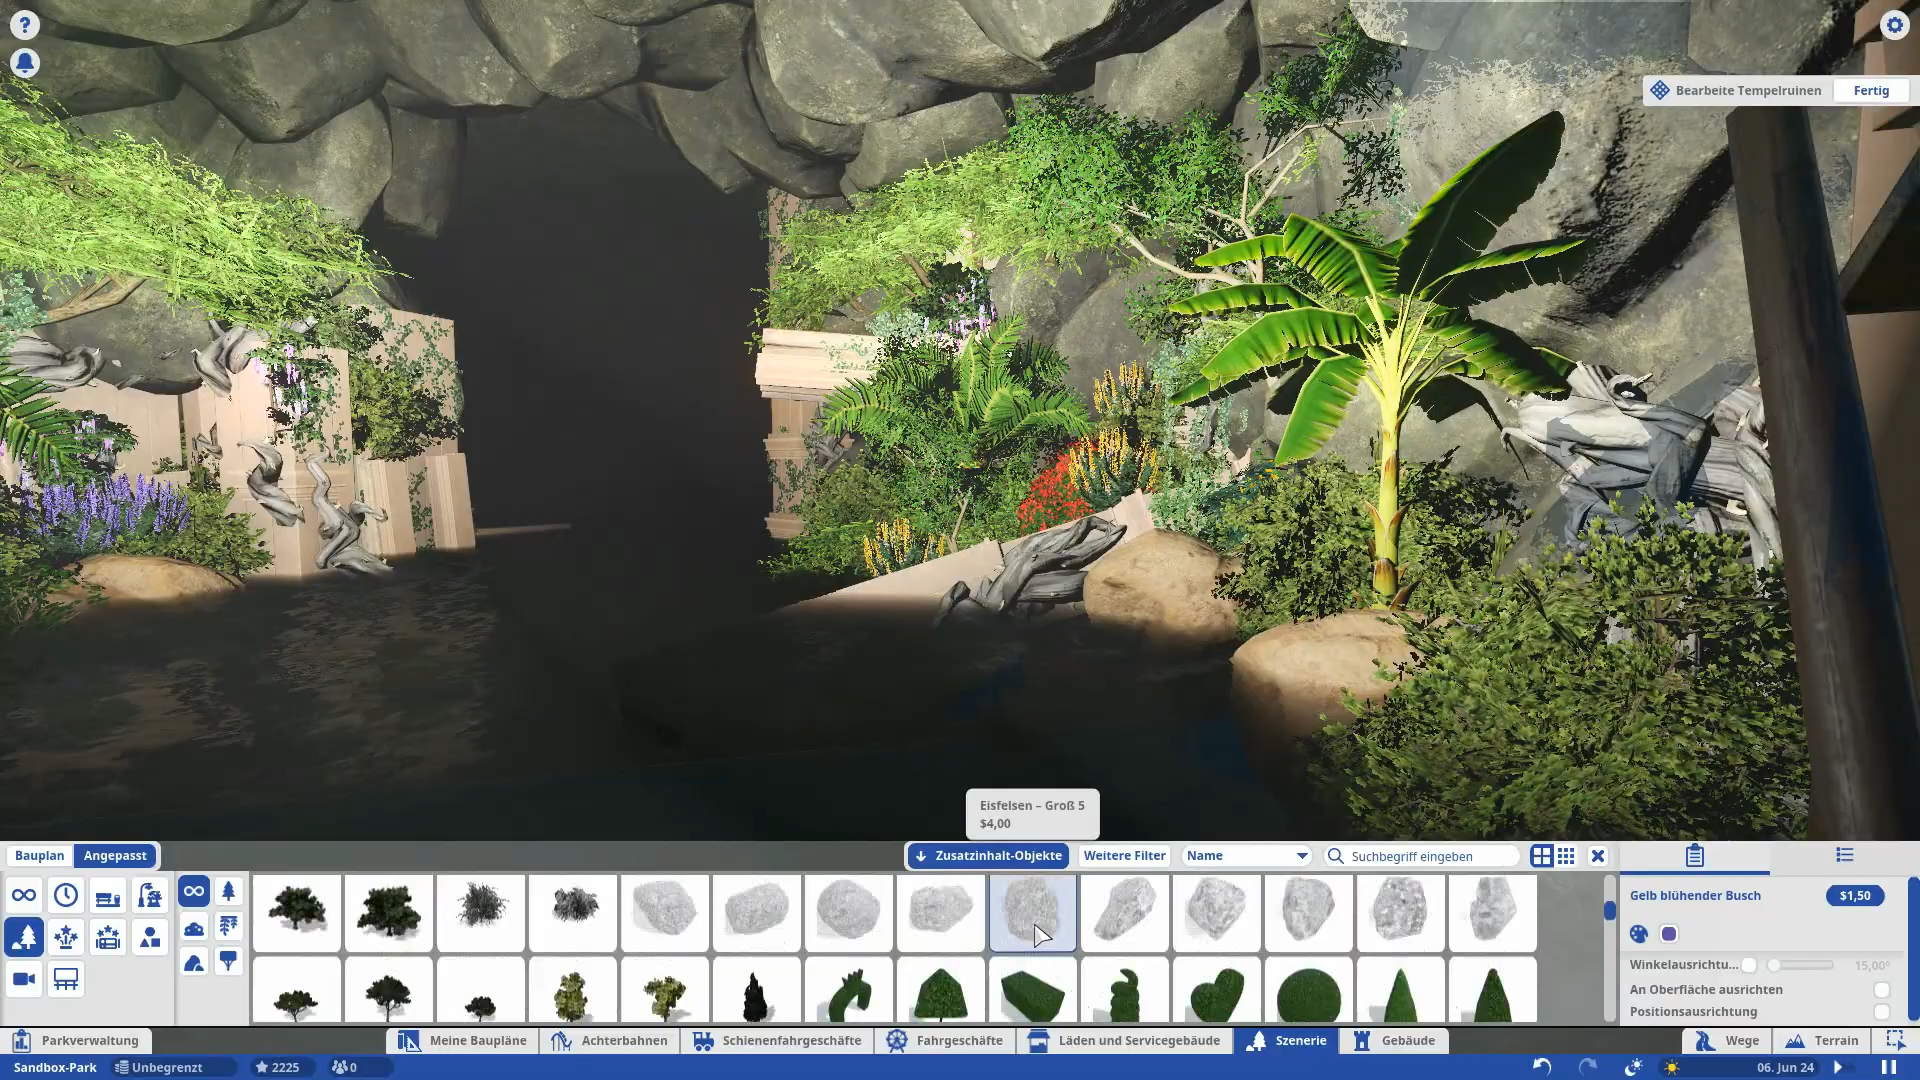 ?
Bearbeite Tempelruinen
Fertig
Eisfelsen – Groß 5
$4,00
Bauplan
Angepasst
Zusatzinhalt-Objekte
Weitere Filter
Name
Suchbegriff eingeben
Gelb blühender Busch
$1,50
Winkelausrichtu...
15,00°
An Oberfläche ausrichten
Positionsausrichtung
Parkverwaltung
Meine Baupläne
Achterbahnen
Schienenfahrgeschäfte
Fahrgeschäfte
Läden und Servicegebäude
Szenerie
Gebäude
Wege
Terrain
Sandbox-Park
Unbegrenzt
2225
0
06. Jun 24